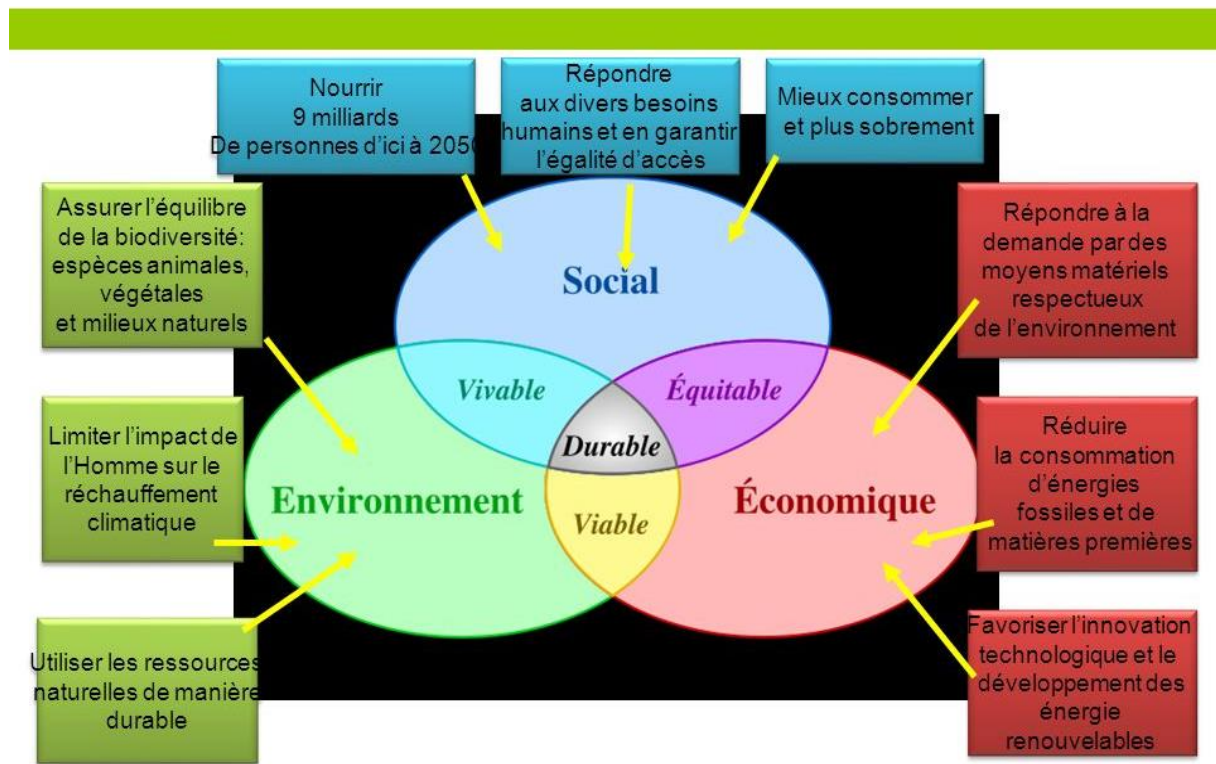 Nourrir
9 milliards
De personnes d'ici à 2050
Répondre
aux divers besoins
humains et en garantir
l'égalité d'accès
Mieux consommer
et plus sobrement
Assurer l'équilibre
de la biodiversité:
espèces animales,
végétales
et milieux naturels
Répondre à la
demande par des
moyens matériels
respectueux
de l'environnement
Social
Vivable
Équitable
Durable
Limiter l'impact de
l'Homme sur le
réchauffement
climatique
Réduire
la consommation
d'énergies
fossiles et de
matières premières
Environnement
Économique
Viable
Utiliser les ressources
naturelles de manière
durable
Favoriser l'innovation
technologique et le
développement des
énergie
renouvelables